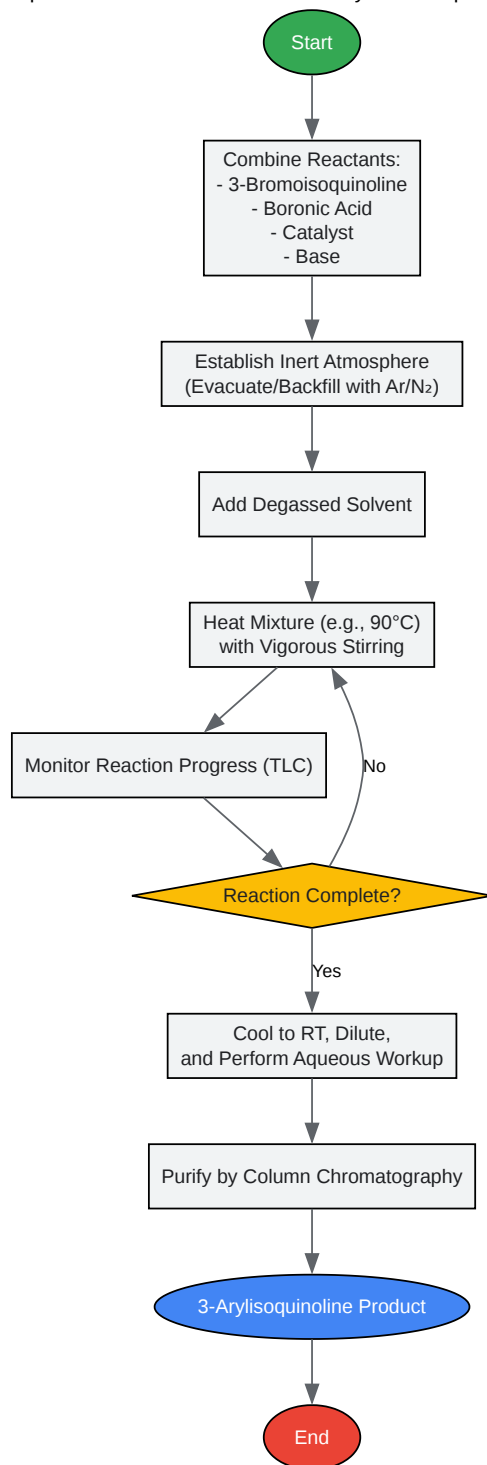 Start
Combine Reactants:
- 3-Bromoisoquinoline
- Boronic Acid
- Catalyst
- Base
Establish Inert Atmosphere
(Evacuate/Backfill with Ar/N₂)
Add Degassed Solvent
Heat Mixture (e.g., 90°C)
with Vigorous Stirring
Monitor Reaction Progress (TLC)
No
Reaction Complete?
Yes
Cool to RT, Dilute,
and Perform Aqueous Workup
Purify by Column Chromatography
3-Arylisoquinoline Product
End